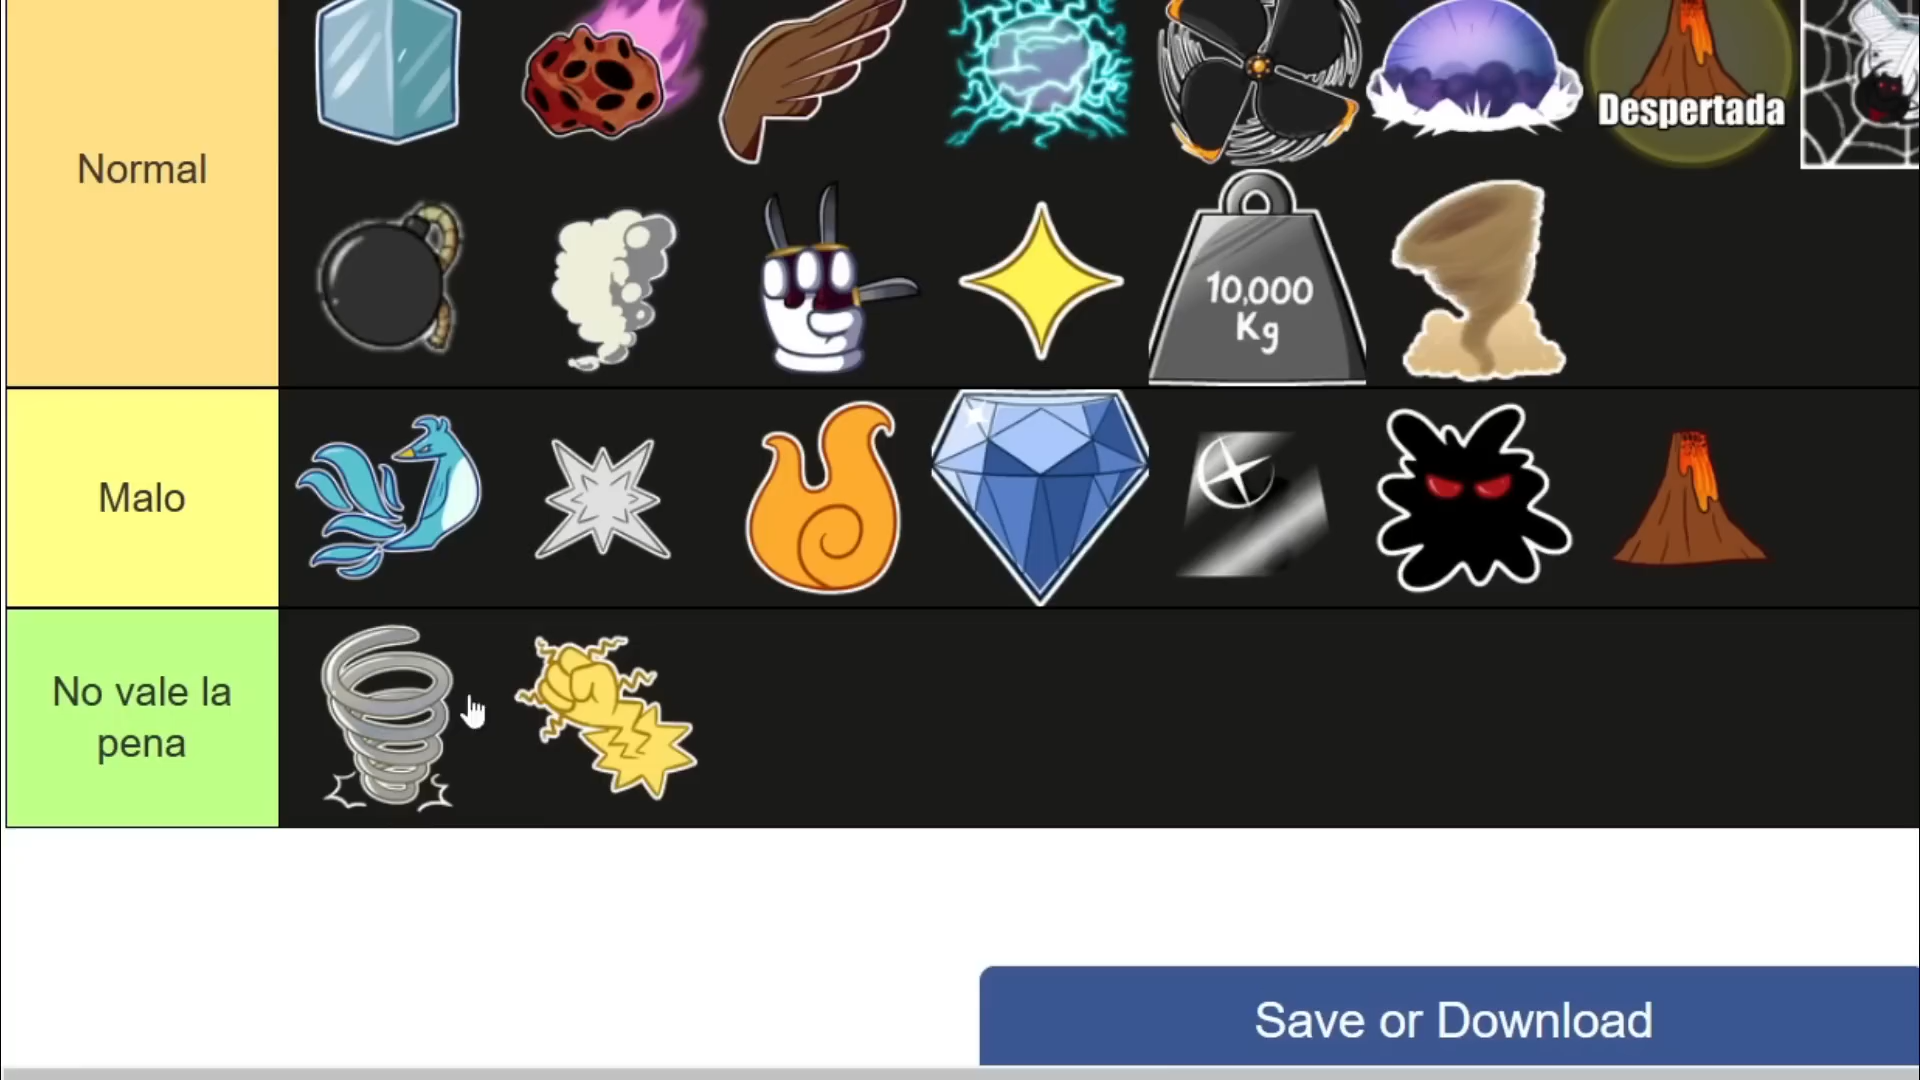 Normal
Despertada
10,000
Kg
Malo
No vale la
pena
Save or Download